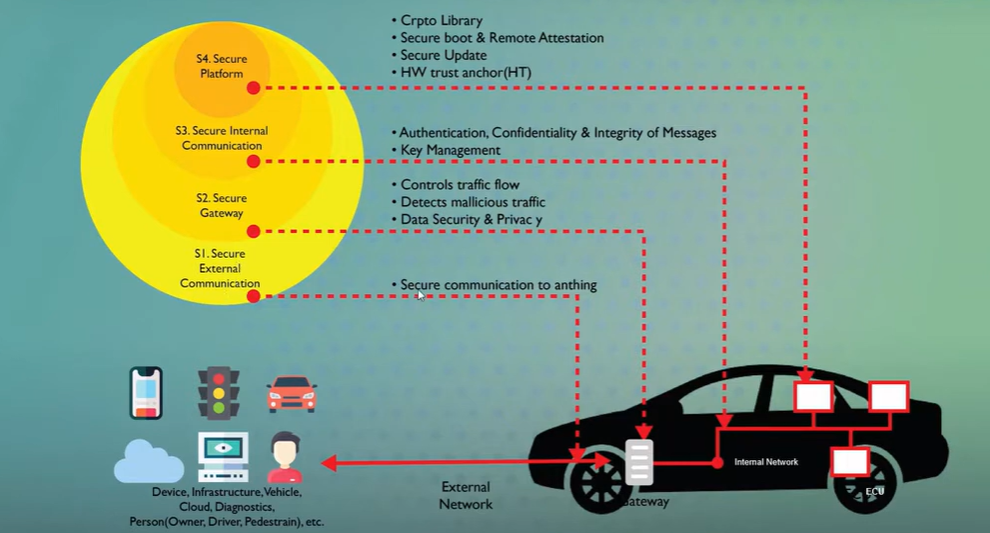 • Crpto Library
• Secure boot & Remote Attestation
• Secure Update
• HW trust anchor(HT)
S4. Secure
Platform
• Authentication, Confidentiality & Integrity of Messages
• Key Management
S3. Secure Internal
Communication
• Controls traffic flow
• Detects mallicious traffic
• Data Security & Privac y
S2. Secure
Gateway
S1. Secure
External
Communication
• Secure communication to anthing
Device, Infrastructure,Vehicle,
Cloud, Diagnostics,
Person(Owner, Driver, Pedestrain), etc.
External
Network
Gateway
Internal Network
ECU